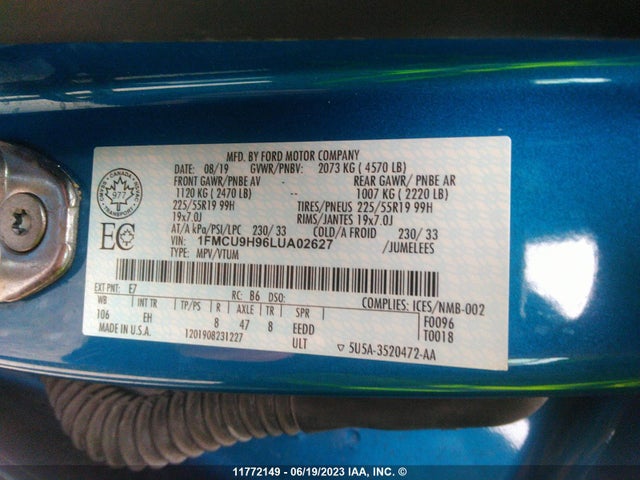 MFD. BY FORD MOTOR COMPANY
DATE: 08/19 GVWR/PNBV: 2073 KG ( 4570 LB)
FRONT GAWR/PNBE AV REAR GAWR/ PNBE AR
1120 KG ( 2470 LB) -- 1007 KG ( 2220 LB)
225/55R19 99H TIRES/PNEUS 225/55R19 99H
19x7.0J RIMS/JANTES 19x7.0J
AT/A kPa/PSI/LPC 230/ 33 COLD/A FROID 230/ 33
VIN: 1FMCU9H96LUA02627 /JUMELEES
TYPE: MPV/VTUM
977
TRANSPORT
EC
EXT PNT: E7 RC: B6 DSO: COMPLIES: ICES/NMB-002
WB INT TR TP/PS R AXLE TR SPR F0096
106 EH 8 47 8 EEDD T0018
MADE IN U.S.A. 1201908231227 ULT ▽ 5U5A-3520472-AA
11772149 - 06/19/2023 IAA, INC. ©